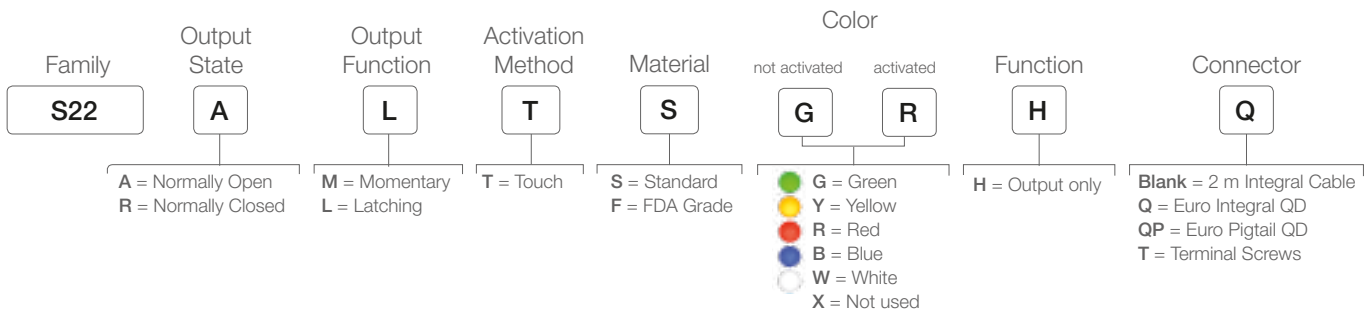 Color
Family
Output
State
Output
Function
Activation
Method
Material
not activated
activated
Function
Connector
S22
A
L
T
S
G
R
H
Q
A = Normally Open
R = Normally Closed
M = Momentary
L = Latching
T = Touch
S = Standard
F = FDA Grade
G = Green
Y = Yellow
R = Red
B = Blue
W = White
X = Not used
H = Output only
Blank = 2 m Integral Cable
Q = Euro Integral QD
QP = Euro Pigtail QD
T = Terminal Screws